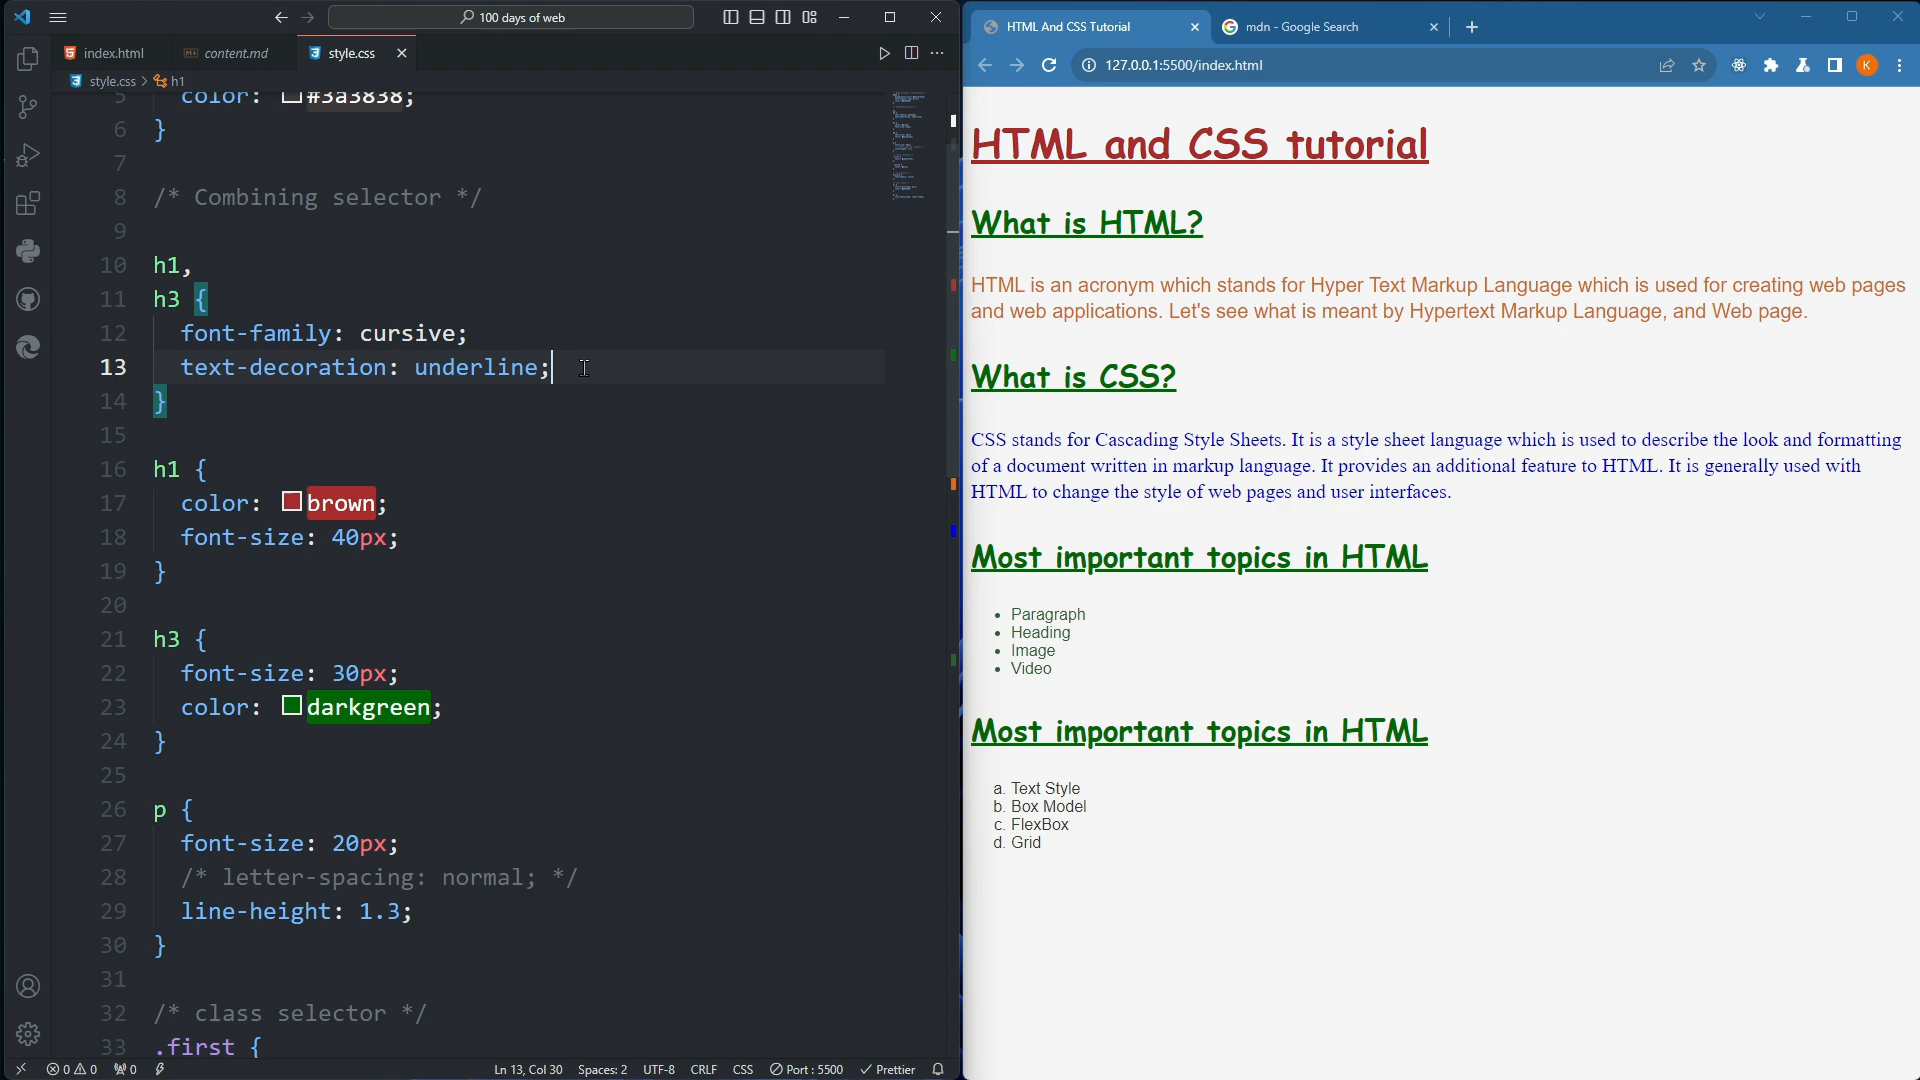 100 days of web
index.html
content.md
style.css
style.css > h1
5 color: #3a3838;
6 }
7
8 /* Combining selector */
9
10 h1,
11 h3 {
12 font-family: cursive;
13 text-decoration: underline;
14 }
15
16 h1 {
17 color: brown;
18 font-size: 40px;
19 }
20
21 h3 {
22 font-size: 30px;
23 color: darkgreen;
24 }
25
26 p {
27 font-size: 20px;
28 /* letter-spacing: normal; */
29 line-height: 1.3;
30 }
31
32 /* class selector */
33 .first {
0 0 0 Ln 13, Col 30 Spaces: 2 UTF-8 CRLF CSS Port : 5500 Prettier
HTML And CSS Tutorial
mdn - Google Search
127.0.0.1:5500/index.html
K
HTML and CSS tutorial
What is HTML?
HTML is an acronym which stands for Hyper Text Markup Language which is used for creating web pages
and web applications. Let's see what is meant by Hypertext Markup Language, and Web page.
What is CSS?
CSS stands for Cascading Style Sheets. It is a style sheet language which is used to describe the look and formatting
of a document written in markup language. It provides an additional feature to HTML. It is generally used with
HTML to change the style of web pages and user interfaces.
Most important topics in HTML
• Paragraph
• Heading
• Image
• Video
Most important topics in HTML
a. Text Style
b. Box Model
c. FlexBox
d. Grid